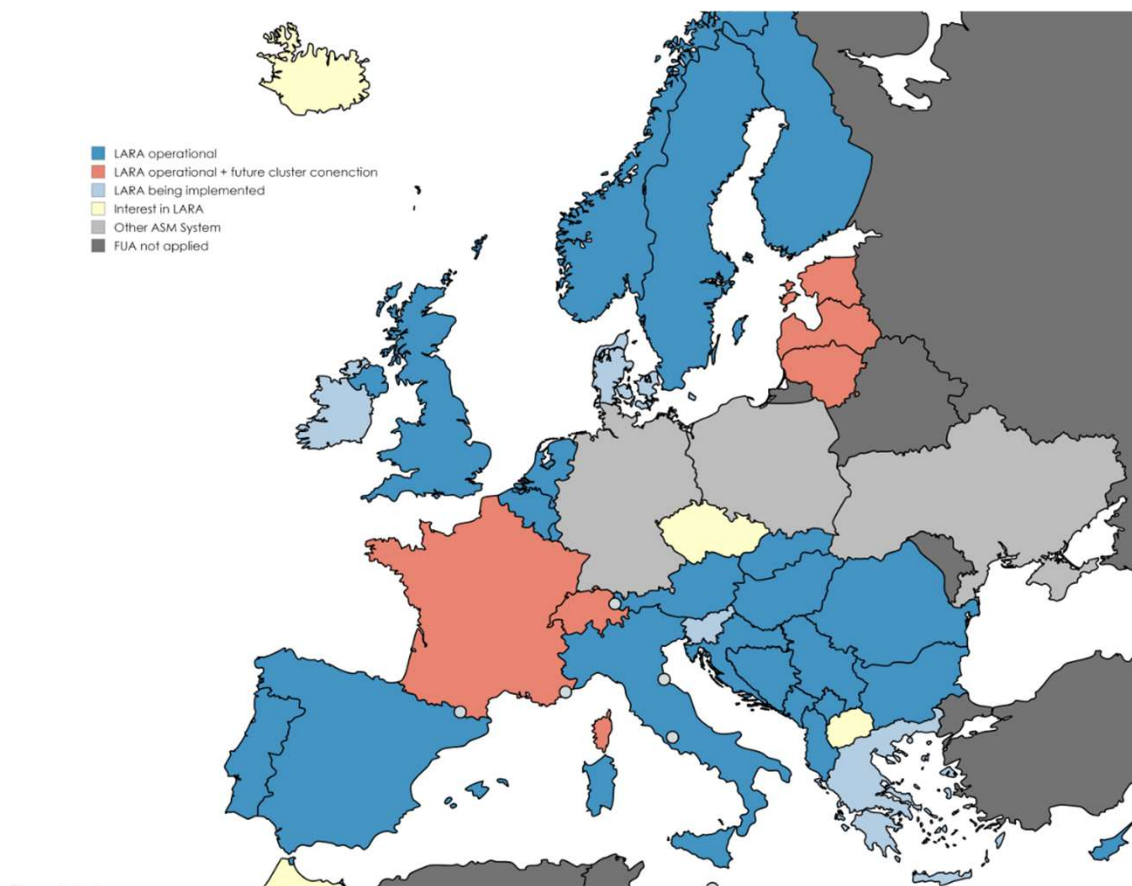 LARA operational
LARA operational + future cluster conenction
LARA being implemented
Interest in LARA
Other ASM System
FUA not applied